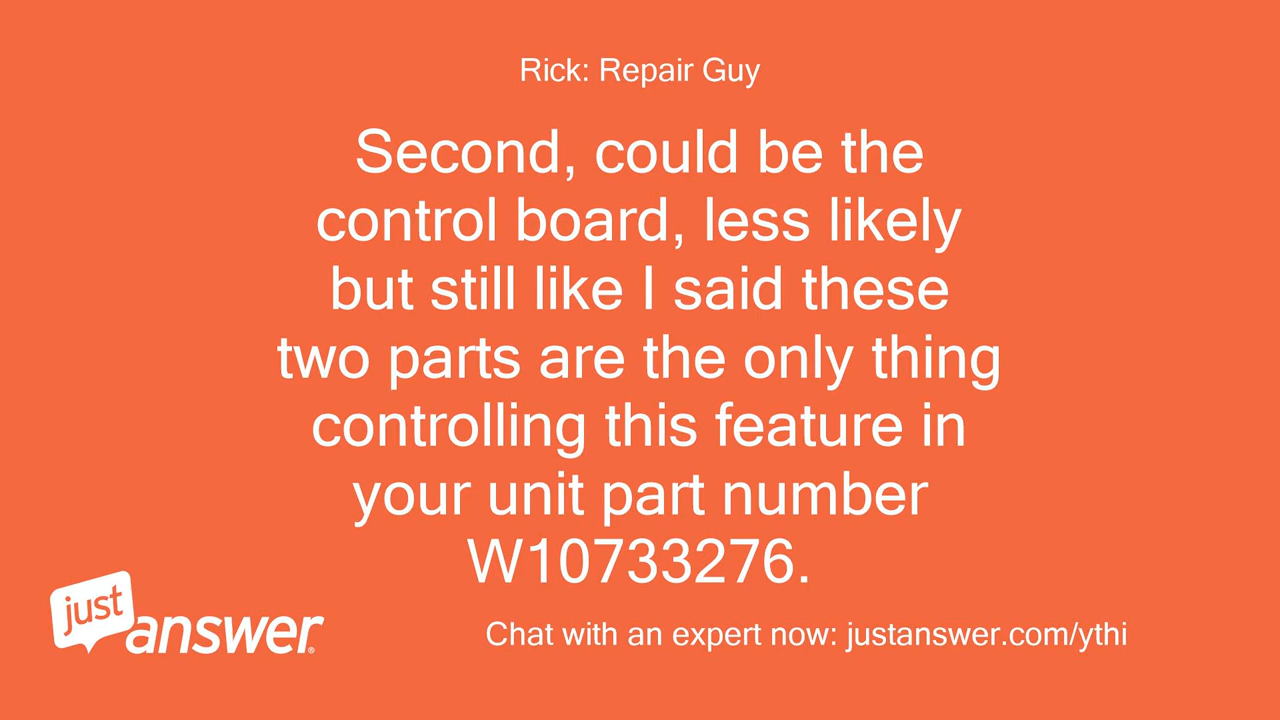 Rick: Repair Guy
Second, could be the
control board, less likely
but still like I said these
two parts are the only thing
controlling this feature in
your unit part number
W10733276.
just
answer®
Chat with an expert now: justanswer.com/ythi